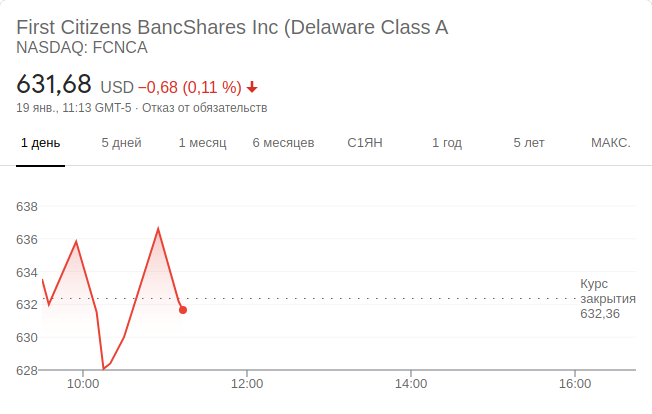 First Citizens BancShares Inc (Delaware Class A
NASDAQ: FCNCA
631,68 USD −0,68 (0,11 %)
19 янв., 11:13 GMT-5 · Отказ от обязательств
1 день 5 дней 1 месяц 6 месяцев С1ЯН 1 год 5 лет МАКС.
638
636
634
Курс
632 закрытия
632,36
630
628
10:00 12:00 14:00 16:00